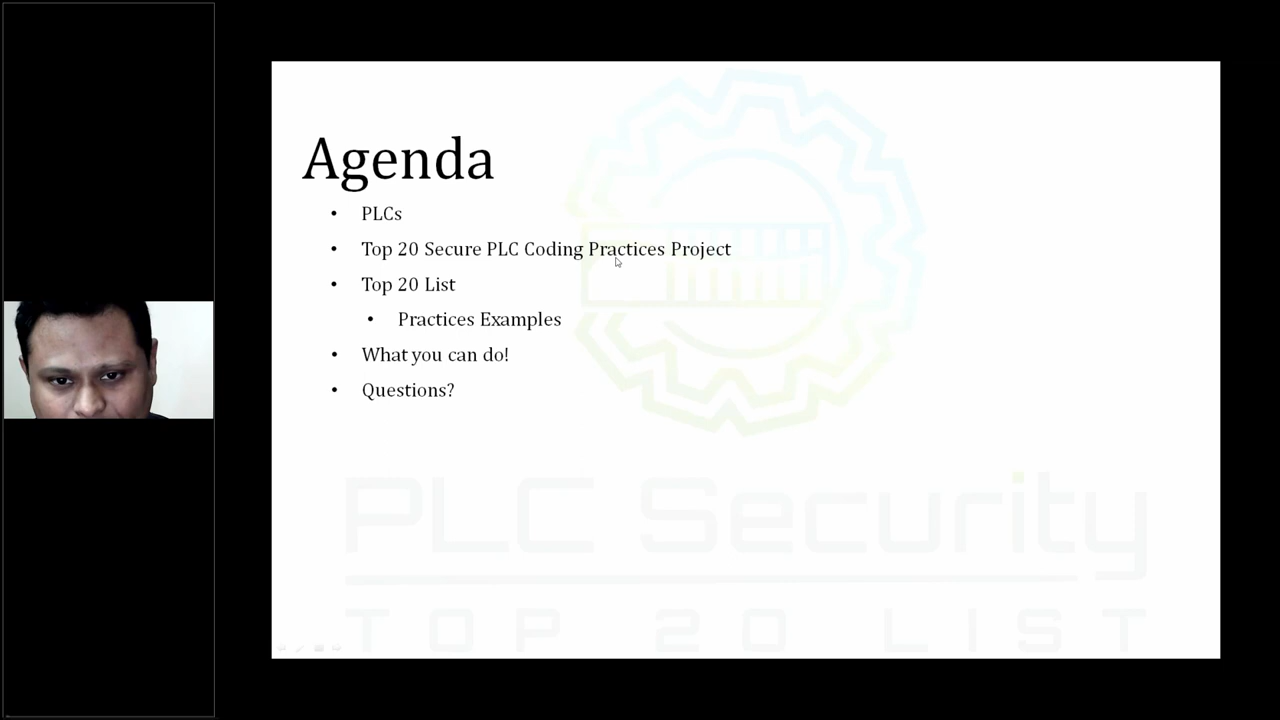 Agenda
• PLCs
• Top 20 Secure PLC Coding Practices Project
• Top 20 List
• Practices Examples
• What you can do!
• Questions?
PLC Security
TOP 20 LIST